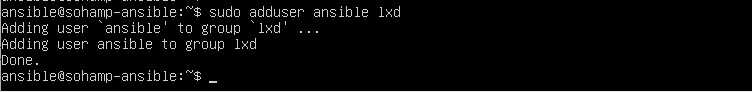 ansible@sohamp-ansible:~$ sudo adduser ansible lxd
Adding user `ansible' to group `lxd' ...
Adding user ansible to group lxd
Done.
ansible@sohamp-ansible:~$ _